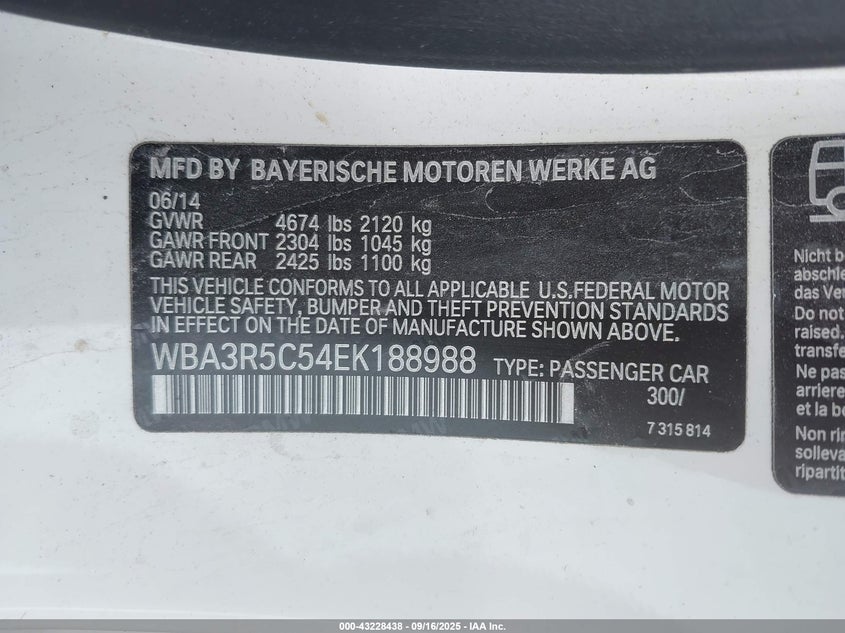 MFD BY BAYERISCHE MOTOREN WERKE AG
06/14
GVWR 4674 lbs 2120 kg
GAWR FRONT 2304 lbs 1045 kg
GAWR REAR 2425 lbs 1100 kg
THIS VEHICLE CONFORMS TO ALL APPLICABLE U.S.FEDERAL MOTOR
VEHICLE SAFETY, BUMPER AND THEFT PREVENTION STANDARDS
IN EFFECT ON THE DATE OF MANUFACTURE SHOWN ABOVE.
WBA3R5C54EK188988 TYPE: PASSENGER CAR
300/
7 315 814
Nicht
abschle
das Ve
Do not
raised.
transfe
Ne pas
arriere
et la b
Non rin
solleva
ripartit
000-43228438 - 09/16/2025 - IAA Inc.